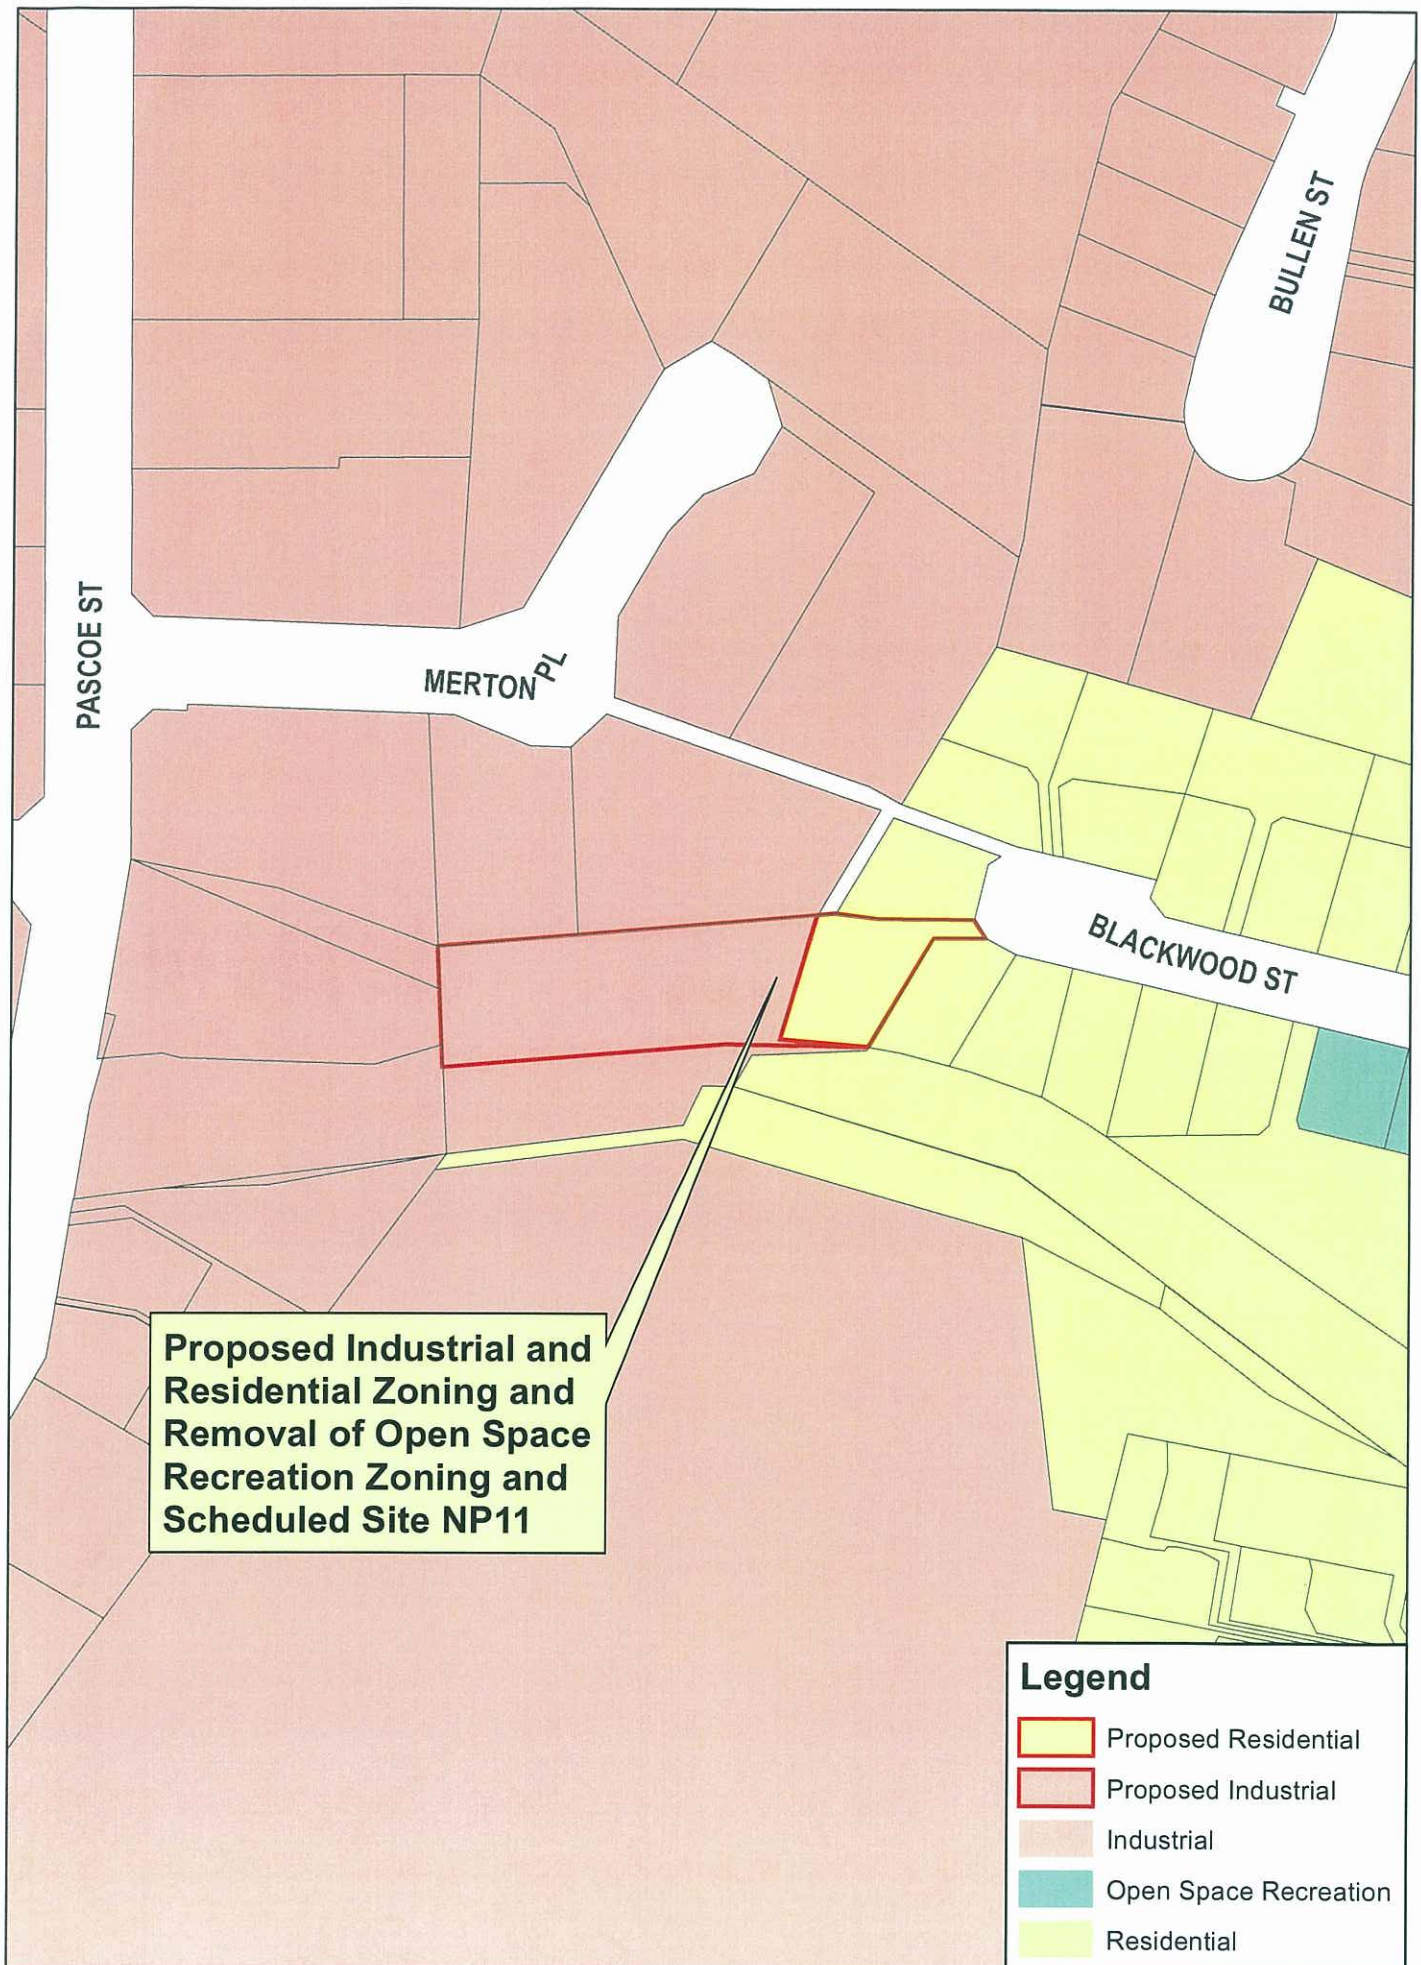 BULLEN ST
PASCOE ST
MERTON PL
BLACKWOOD ST
Proposed Industrial and
Residential Zoning and
Removal of Open Space
Recreation Zoning and
Scheduled Site NP11
Legend
Proposed Residential
Proposed Industrial
Industrial
Open Space Recreation
Residential